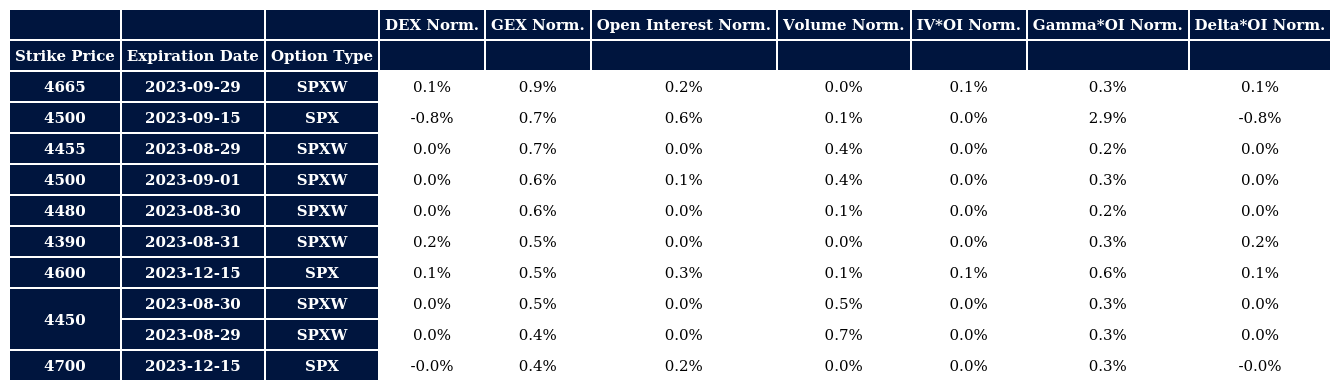 DEX Norm. GEX Norm. Open Interest Norm. Volume Norm. IV*OI Norm. Gamma*OI Norm. Delta*OI Norm.
Strike Price Expiration Date Option Type
4665 2023-09-29 SPXW 0.1% 0.9% 0.2% 0.0% 0.1% 0.3% 0.1%
4500 2023-09-15 SPX -0.8% 0.7% 0.6% 0.1% 0.0% 2.9% -0.8%
4455 2023-08-29 SPXW 0.0% 0.7% 0.0% 0.4% 0.0% 0.2% 0.0%
4500 2023-09-01 SPXW 0.0% 0.6% 0.1% 0.4% 0.0% 0.3% 0.0%
4480 2023-08-30 SPXW 0.0% 0.6% 0.0% 0.1% 0.0% 0.2% 0.0%
4390 2023-08-31 SPXW 0.2% 0.5% 0.0% 0.0% 0.0% 0.3% 0.2%
4600 2023-12-15 SPX 0.1% 0.5% 0.3% 0.1% 0.1% 0.6% 0.1%
4450 2023-08-30 SPXW 0.0% 0.5% 0.0% 0.5% 0.0% 0.3% 0.0%
2023-08-29 SPXW 0.0% 0.4% 0.0% 0.7% 0.0% 0.3% 0.0%
4700 2023-12-15 SPX -0.0% 0.4% 0.2% 0.0% 0.0% 0.3% -0.0%